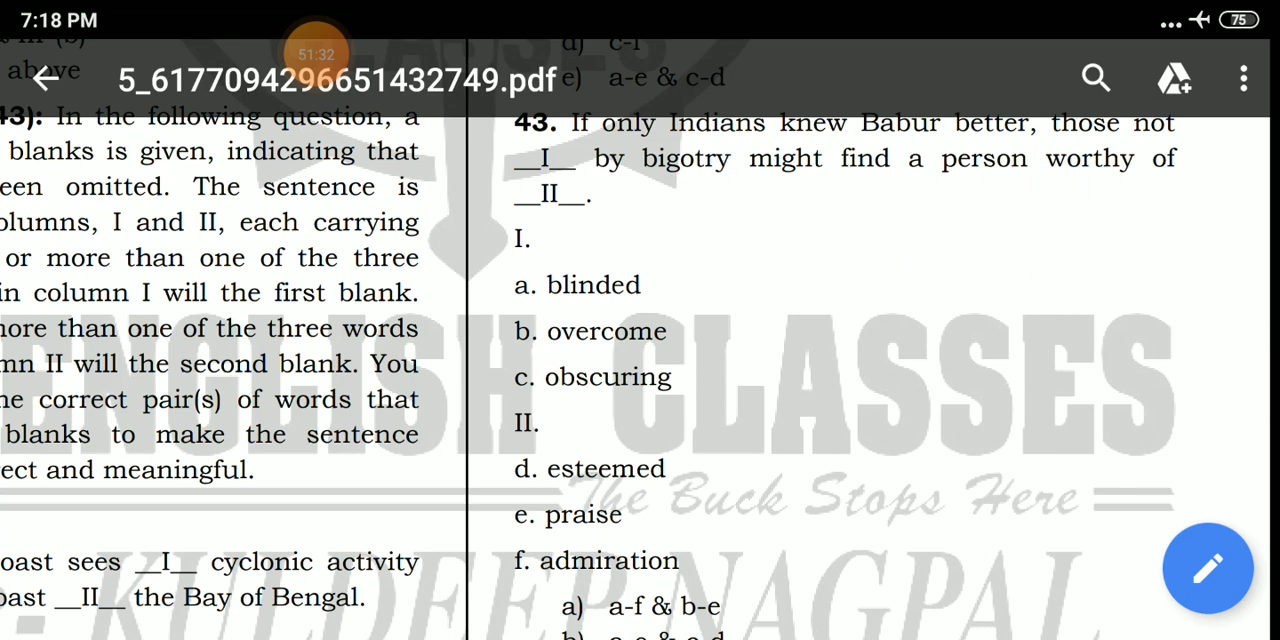 7:18 PM
75
51:32
5_6177094296651432749.pdf
above
e) a-e & c-d
43): In the following question, a
blanks is given, indicating that
een omitted. The sentence is
olumns, I and II, each carrying
or more than one of the three
in column I will the first blank.
more than one of the three words
mn II will the second blank. You
ne correct pair(s) of words that
blanks to make the sentence
rect and meaningful.
oast sees __I__ cyclonic activity
oast __II__ the Bay of Bengal.
43. If only Indians knew Babur better, those not
__I__ by bigotry might find a person worthy of
__II__.
I.
a. blinded
b. overcome
c. obscuring
II.
d. esteemed
e. praise
f. admiration
a) a-f & b-e
ENGLISH CLASSES
The Buck Stops Here
- KULDEEP NAGPAL